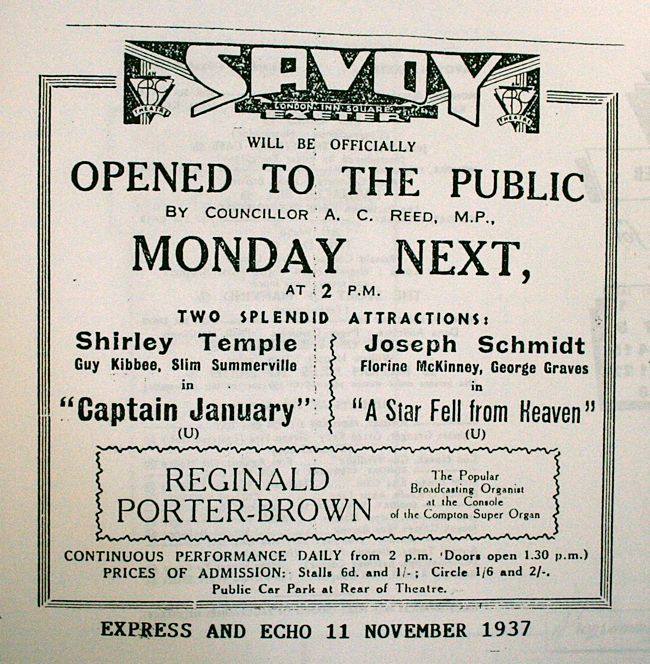 SAVOY
AN ABC THEATRE
LONDON INN SQUARE
EXETER
AN ABC THEATRE
WILL BE OFFICIALLY
OPENED TO THE PUBLIC
BY COUNCILLOR A. C. REED, M.P.,
MONDAY NEXT,
AT 2 P.M.
TWO SPLENDID ATTRACTIONS:
Shirley Temple
Guy Kibbee, Slim Summerville
in
"Captain January"
(U)
Joseph Schmidt
Florine McKinney, George Graves
in
"A Star Fell from Heaven"
(U)
REGINALD
PORTER-BROWN
The Popular
Broadcasting Organist
at the Console
of the Compton Super Organ
CONTINUOUS PERFORMANCE DAILY from 2 p.m. (Doors open 1.30 p.m.)
PRICES OF ADMISSION: Stalls 6d. and 1/-; Circle 1/6 and 2/-.
Public Car Park at Rear of Theatre.
EXPRESS AND ECHO 11 NOVEMBER 1937